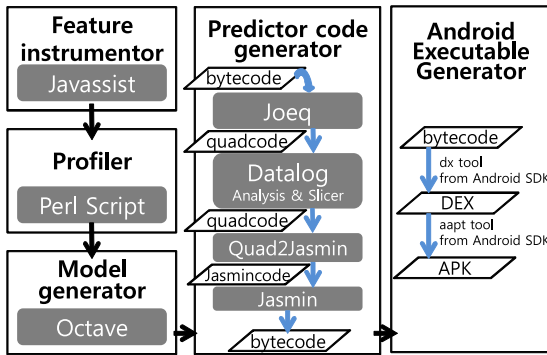 Feature
instrumentor
Javassist
Profiler
Perl Script
Model
generator
Octave
Predictor code
generator
bytecode
Joeq
quadcode
Datalog
Analysis & Slicer
quadcode
Quad2Jasmin
Jasmincode
Jasmin
bytecode
Android
Executable
Generator
bytecode
dx tool
from Android SDK
DEX
aapt tool
from Android SDK
APK